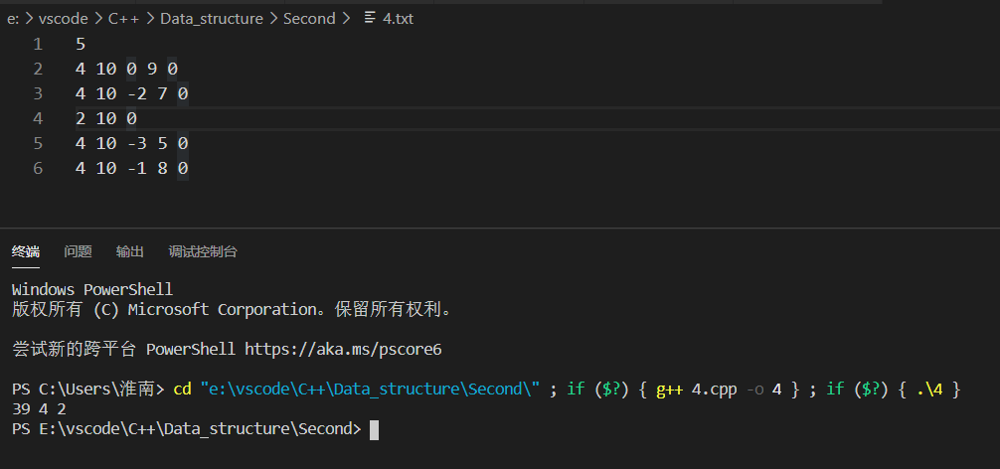 e: > vscode > C++ > Data_structure > Second > 4.txt
1 5
2 4 10 0 9 0
3 4 10 -2 7 0
4 2 10 0
5 4 10 -3 5 0
6 4 10 -1 8 0
终端 问题 输出 调试控制台
Windows PowerShell
版权所有 (C) Microsoft Corporation。保留所有权利。
尝试新的跨平台 PowerShell https://aka.ms/pscore6
PS C:\Users\淮南> cd "e:\vscode\C++\Data_structure\Second\" ; if ($?) { g++ 4.cpp -o 4 } ; if ($?) { .\4 }
39 4 2
PS E:\vscode\C++\Data_structure\Second>